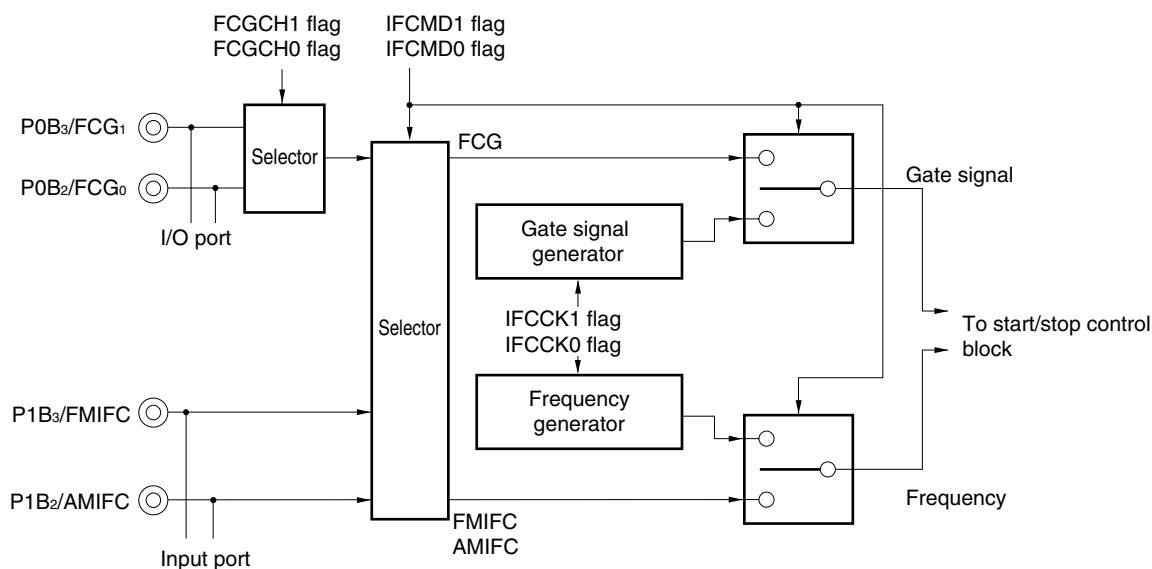 FCGCH1 flag
FCGCH0 flag
IFCMD1 flag
IFCMD0 flag
P0B3/FCG1
P0B2/FCG0
Selector
I/O port
FCG
Gate signal
generator
Gate signal
Selector
IFCCK1 flag
IFCCK0 flag
To start/stop control
block
Frequency
generator
P1B3/FMIFC
P1B2/AMIFC
Input port
FMIFC
AMIFC
Frequency